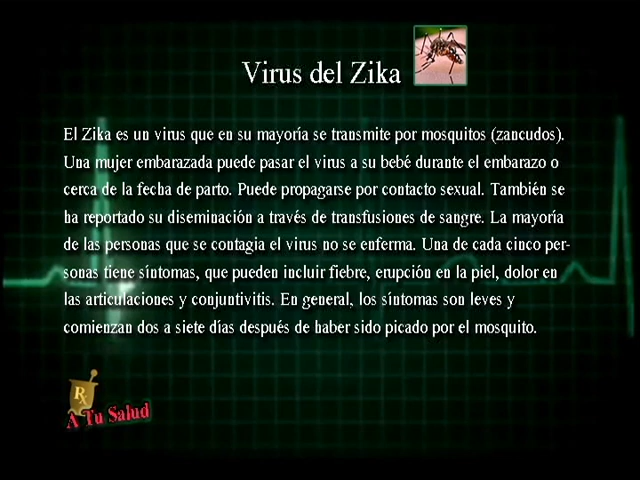 Virus del Zika
El Zika es un virus que en su mayoría se transmite por mosquitos (zancudos).
Una mujer embarazada puede pasar el virus a su bebé durante el embarazo o
cerca de la fecha de parto. Puede propagarse por contacto sexual. También se
ha reportado su diseminación a través de transfusiones de sangre. La mayoría
de las personas que se contagia el virus no se enferma. Una de cada cinco per-
sonas tiene síntomas, que pueden incluir fiebre, erupción en la piel, dolor en
las articulaciones y conjuntivitis. En general, los síntomas son leves y
comienzan dos a siete días después de haber sido picado por el mosquito.
Rx
A Tu Salud